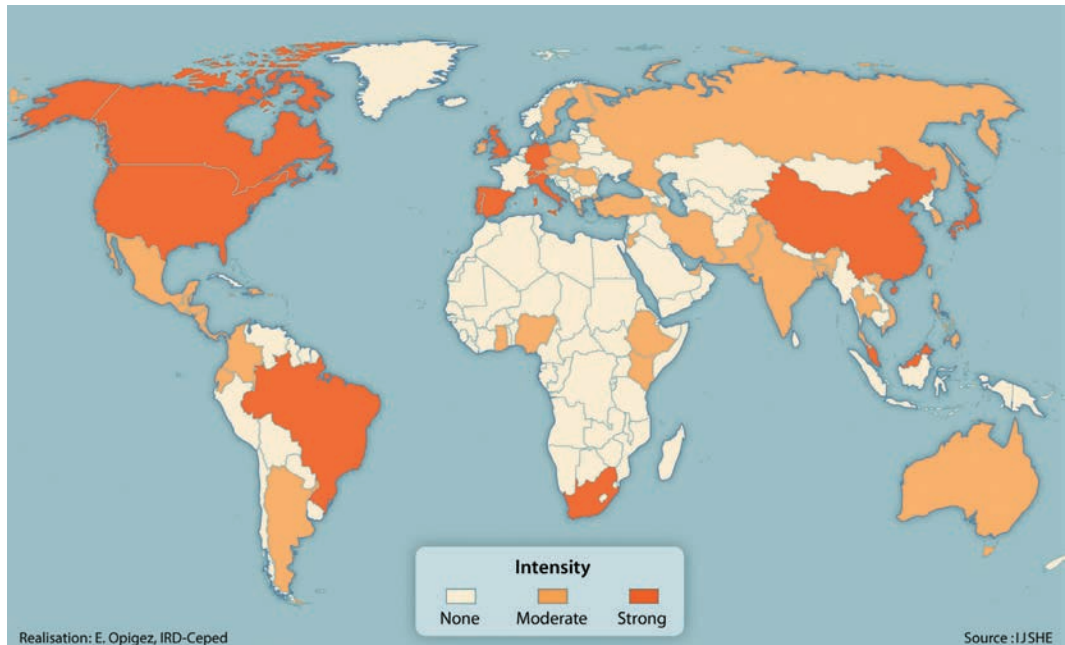 Intensity
None Moderate Strong
Realisation: E. Opigez, IRD-Ceped
Source : IJSHE